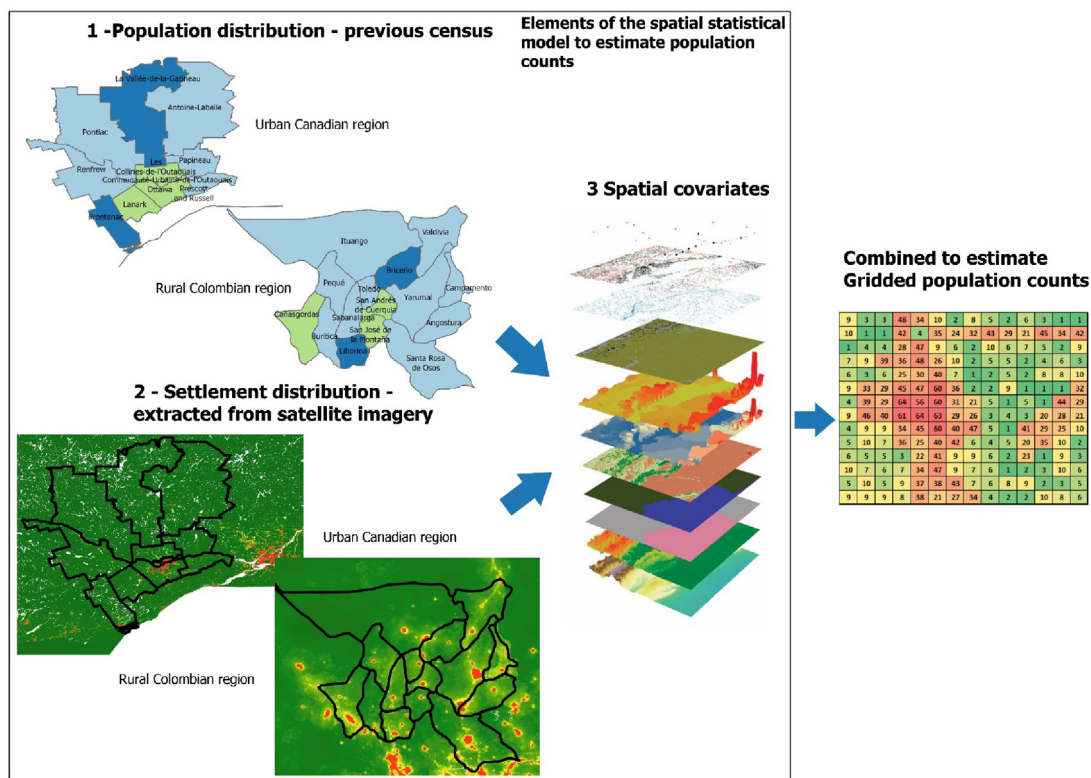 1 -Population distribution - previous census
Elements of the spatial statistical
model to estimate population
counts
La Vallée-de-la-Gatineau
Antoine-Labelle
Pontiac
Urban Canadian region
Les
Papineau
Renfrew
Collines-de-l'Outaouais
Communauté-Urbaine-de-l'Outaouais
Ottawa
Prescott
and Russell
Lanark
Frontenac
3 Spatial covariates
Valdivia
Ituango
Briceño
Rural Colombian region
Peqúé
Toledo
Campamento
San Andrés
de Cuerquia
Yarumal
Cañasgordas
Sabanalarga
Angostura
Buritica
San José de
la Montaña
Liborina
Santa Rosa
de Osos
2 - Settlement distribution -
extracted from satellite imagery
Urban Canadian region
Rural Colombian region
Combined to estimate
Gridded population counts
9 3 3 48 34 10 2 8 5 2 6 3 1 1
10 1 1 42 4 35 24 32 43 29 21 45 34 42
1 4 4 28 47 9 6 2 10 6 7 5 2 9
7 9 39 36 48 26 10 2 5 5 2 4 6 3
6 3 6 25 30 40 7 1 2 5 2 8 8 10
9 33 29 45 47 60 36 2 2 9 1 1 1 32
4 39 29 64 56 60 31 21 5 1 5 1 44 29
9 46 40 61 64 63 29 26 3 4 3 20 28 21
4 9 9 34 45 60 40 47 5 1 41 29 25 10
5 10 7 36 25 40 42 6 4 5 20 35 10 2
6 5 5 3 22 41 9 9 6 2 23 1 9 3
10 7 6 7 34 47 9 7 6 1 2 3 10 6
5 10 5 9 37 38 43 7 6 8 9 2 3 5
9 9 9 8 38 21 27 34 4 2 2 10 8 6